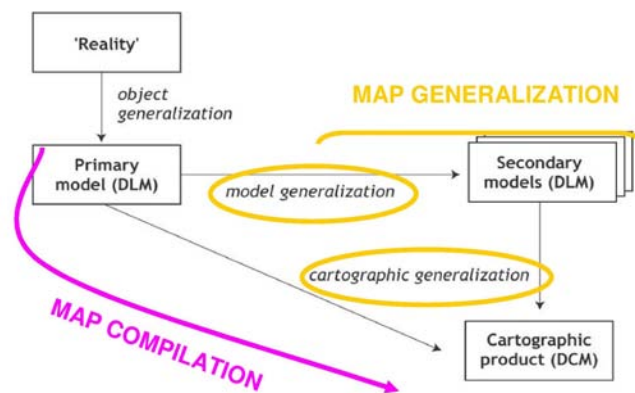 'Reality'
object
generalization
MAP GENERALIZATION
Primary
model (DLM)
Secondary
models (DLM)
model generalization
cartographic generalization
MAP COMPILATION
Cartographic
product (DCM)